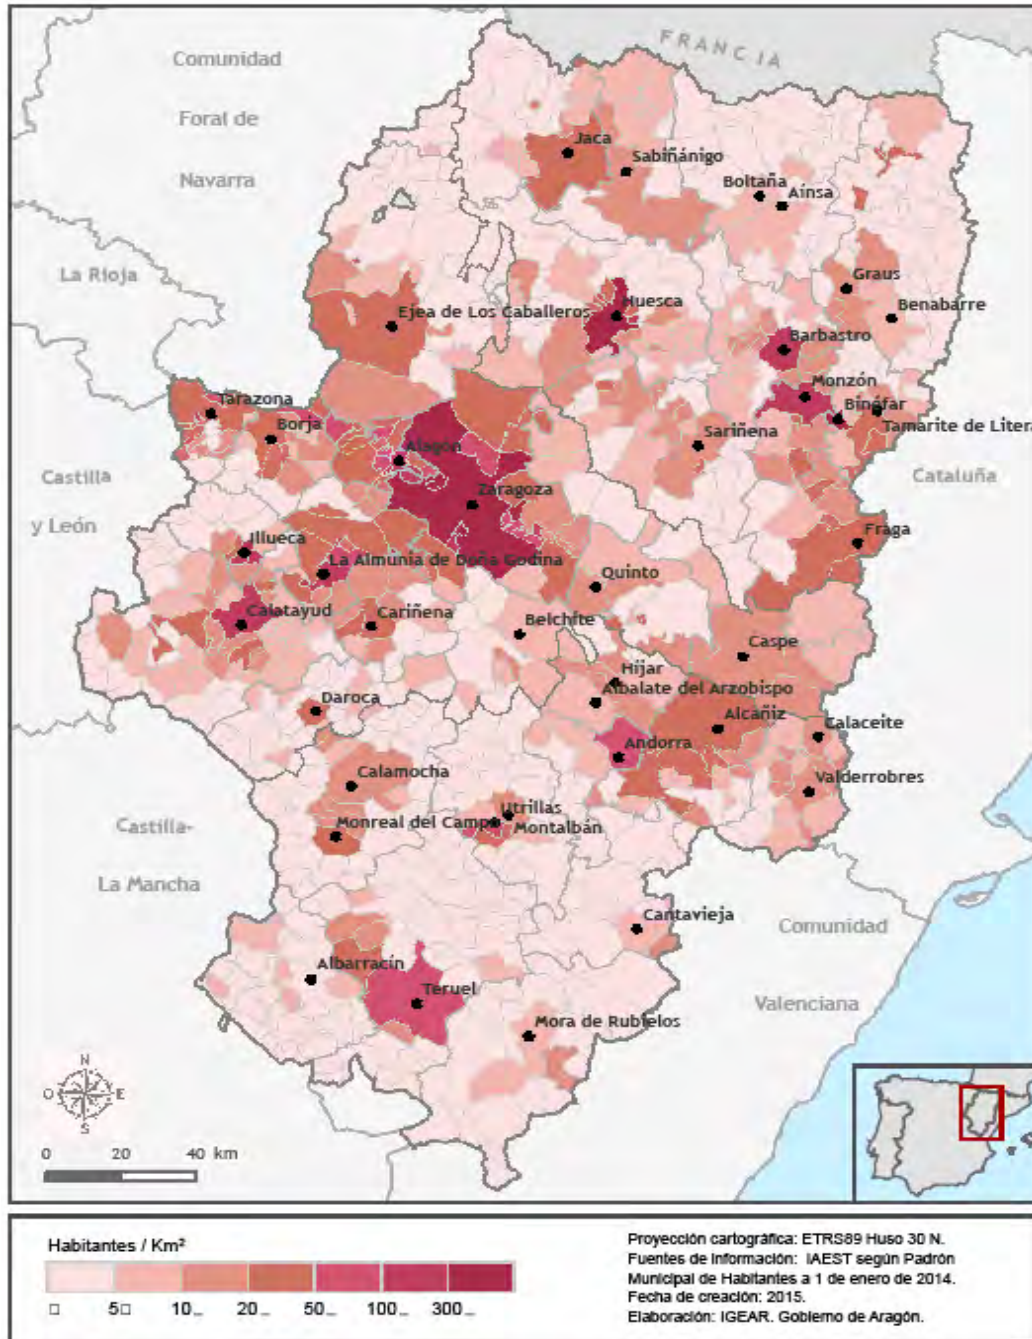 FRANCIA
Comunidad
Foral de
Navarra
Jaca
Sabiñánigo
Boltaña
Aínsa
La Rioja
Graus
Huesca
Ejea de Los Caballeros
Benabarre
Barbastro
Monzón
Tarazona
Binéfar
Borja
Tamarite de Litera
Sariñena
Alagón
Castilla
y León
Cataluña
Zaragoza
Illueca
Fraga
La Almunia de Doña Godina
Quinto
Calatayud
Cariñena
Belchite
Caspe
Híjar
Albalate del Arzobispo
Daroca
Alcañiz
Calaceite
Andorra
Calamocha
Valderrobres
Utrillas
Castilla-
La Mancha
Monreal del Campo
Montalbán
Cantavieja
Comunidad
Valenciana
Albarracín
Teruel
Mora de Rubielos
N
O E
S
0 20 40 km
Habitantes / Km²
5 10 20 50 100 300
Proyección cartográfica: ETRS89 Huso 30 N.
Fuentes de Información: IAEST según Padrón
Municipal de Habitantes a 1 de enero de 2014.
Fecha de creación: 2015.
Elaboración: IGEAR. Gobierno de Aragón.